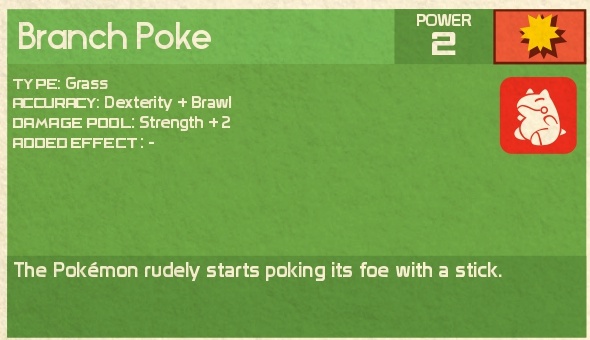 Branch Poke
POWER
2
TYPE: Grass
ACCURACY: Dexterity + Brawl
DAMAGE POOL: Strength + 2
ADDED EFFECT: -
The Pokémon rudely starts poking its foe with a stick.